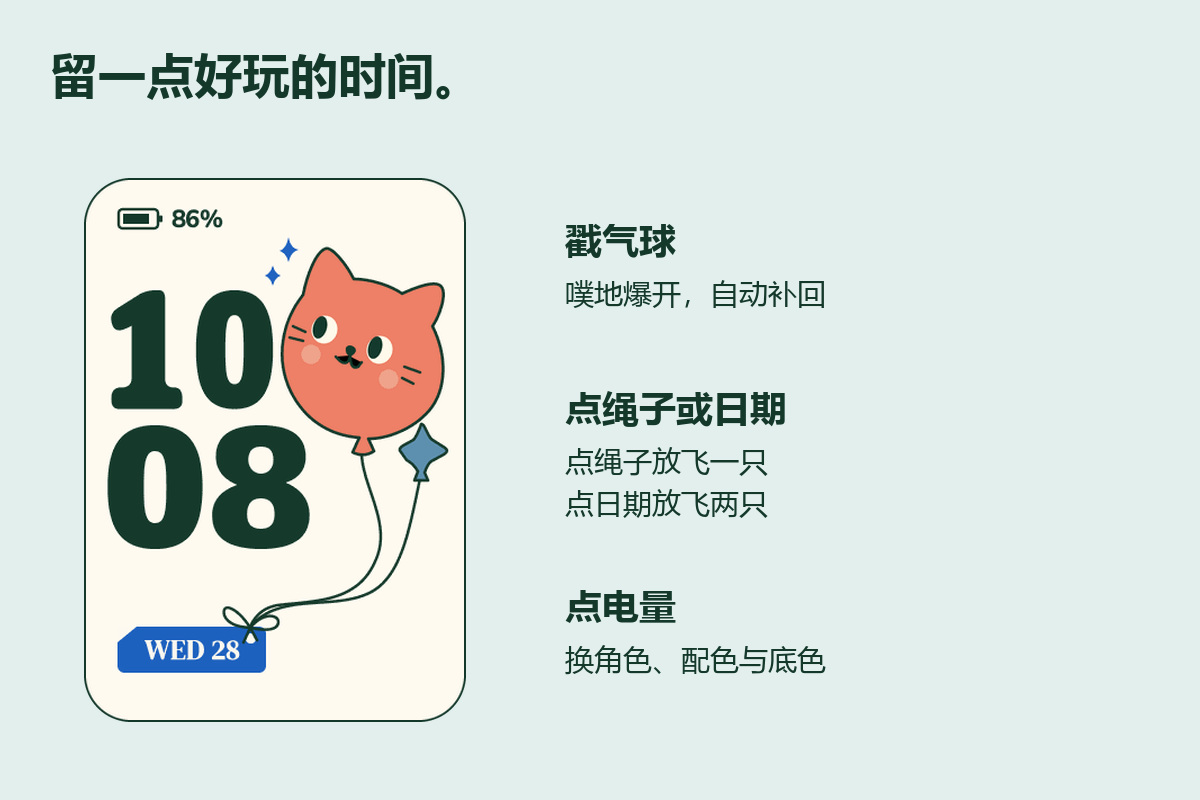 留一点好玩的时间。
86%
10
08
WED 28
戳气球
噗地爆开，自动补回
点绳子或日期
点绳子放飞一只
点日期放飞两只
点电量
换角色、配色与底色